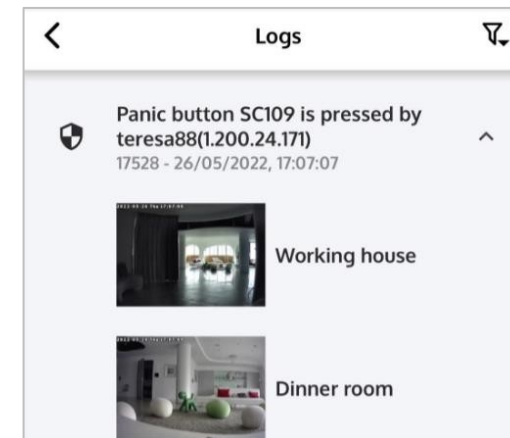 Logs
Panic button SC109 is pressed by
teresa88(1.200.24.171)
17528 - 26/05/2022, 17:07:07
Working house
Dinner room